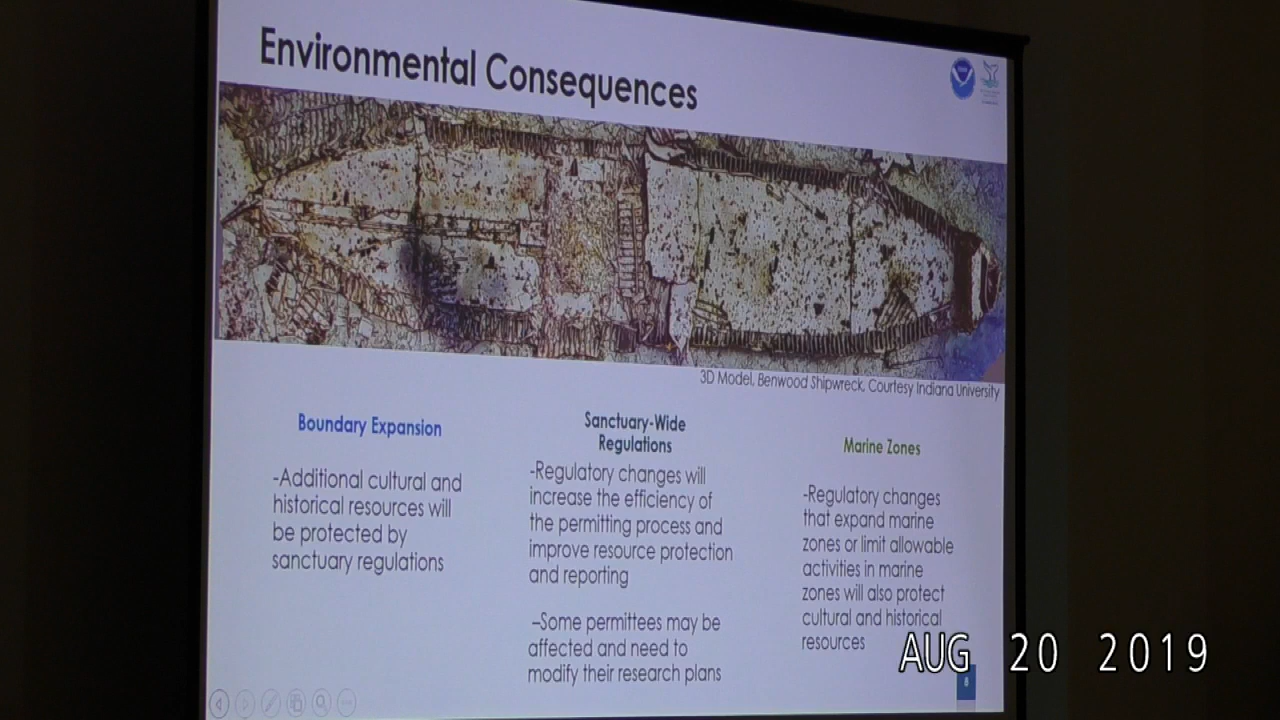 Environmental Consequences
3D Model, Benwood Shipwreck, Courtesy Indiana University
Boundary Expansion
-Additional cultural and
historical resources will
be protected by
sanctuary regulations
Sanctuary-Wide
Regulations
-Regulatory changes will
increase the efficiency of
the permitting process and
improve resource protection
and reporting
–Some permittees may be
affected and need to
modify their research plans
Marine Zones
-Regulatory changes
that expand marine
zones or limit allowable
activities in marine
zones will also protect
cultural and historical
resources
AUG 20 2019
8